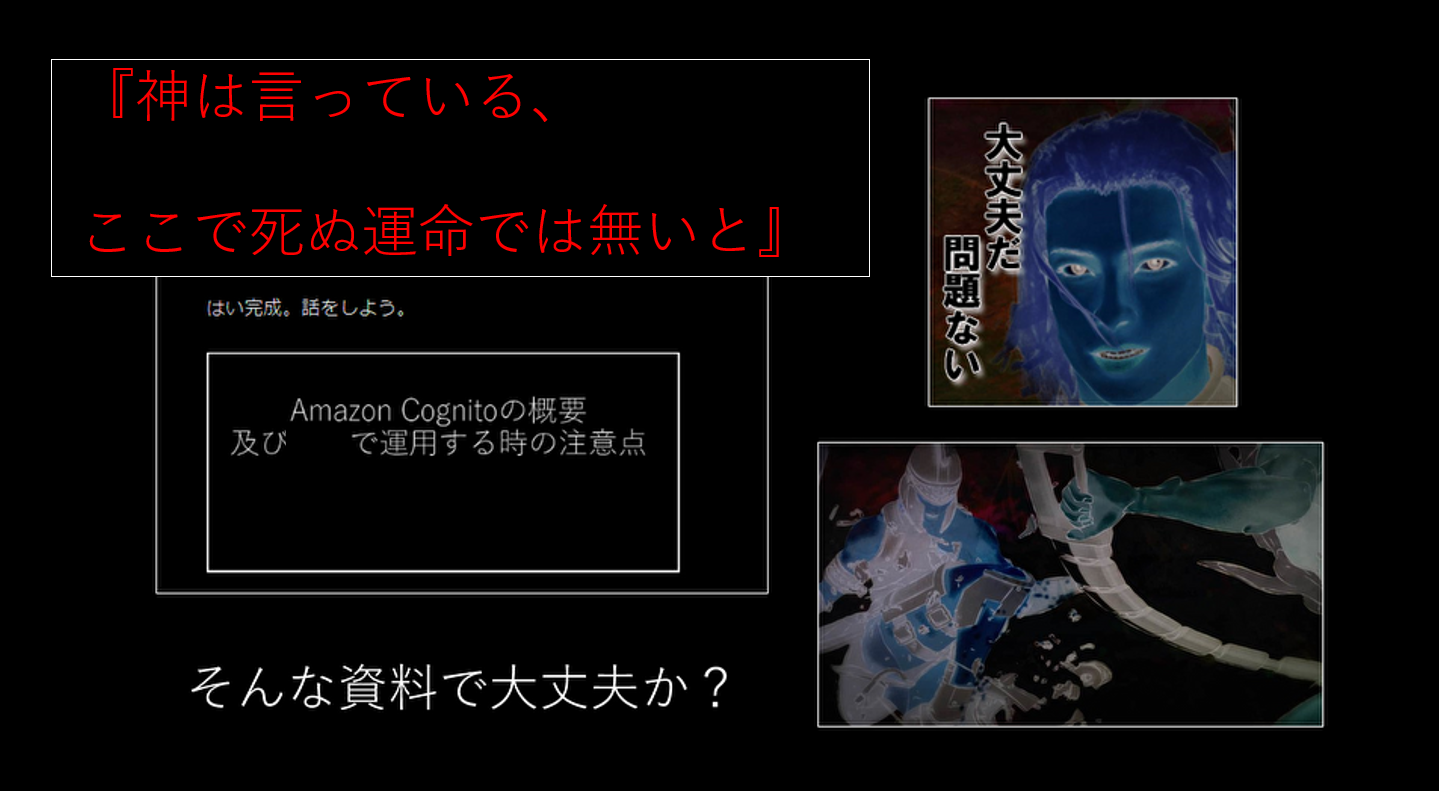 『神は言っている、
ここで死ぬ運命では無いと』
はい完成。話をしよう。
Amazon Cognitoの概要
及び で運用する時の注意点
そんな資料で大丈夫か？
大丈夫だ
問題ない